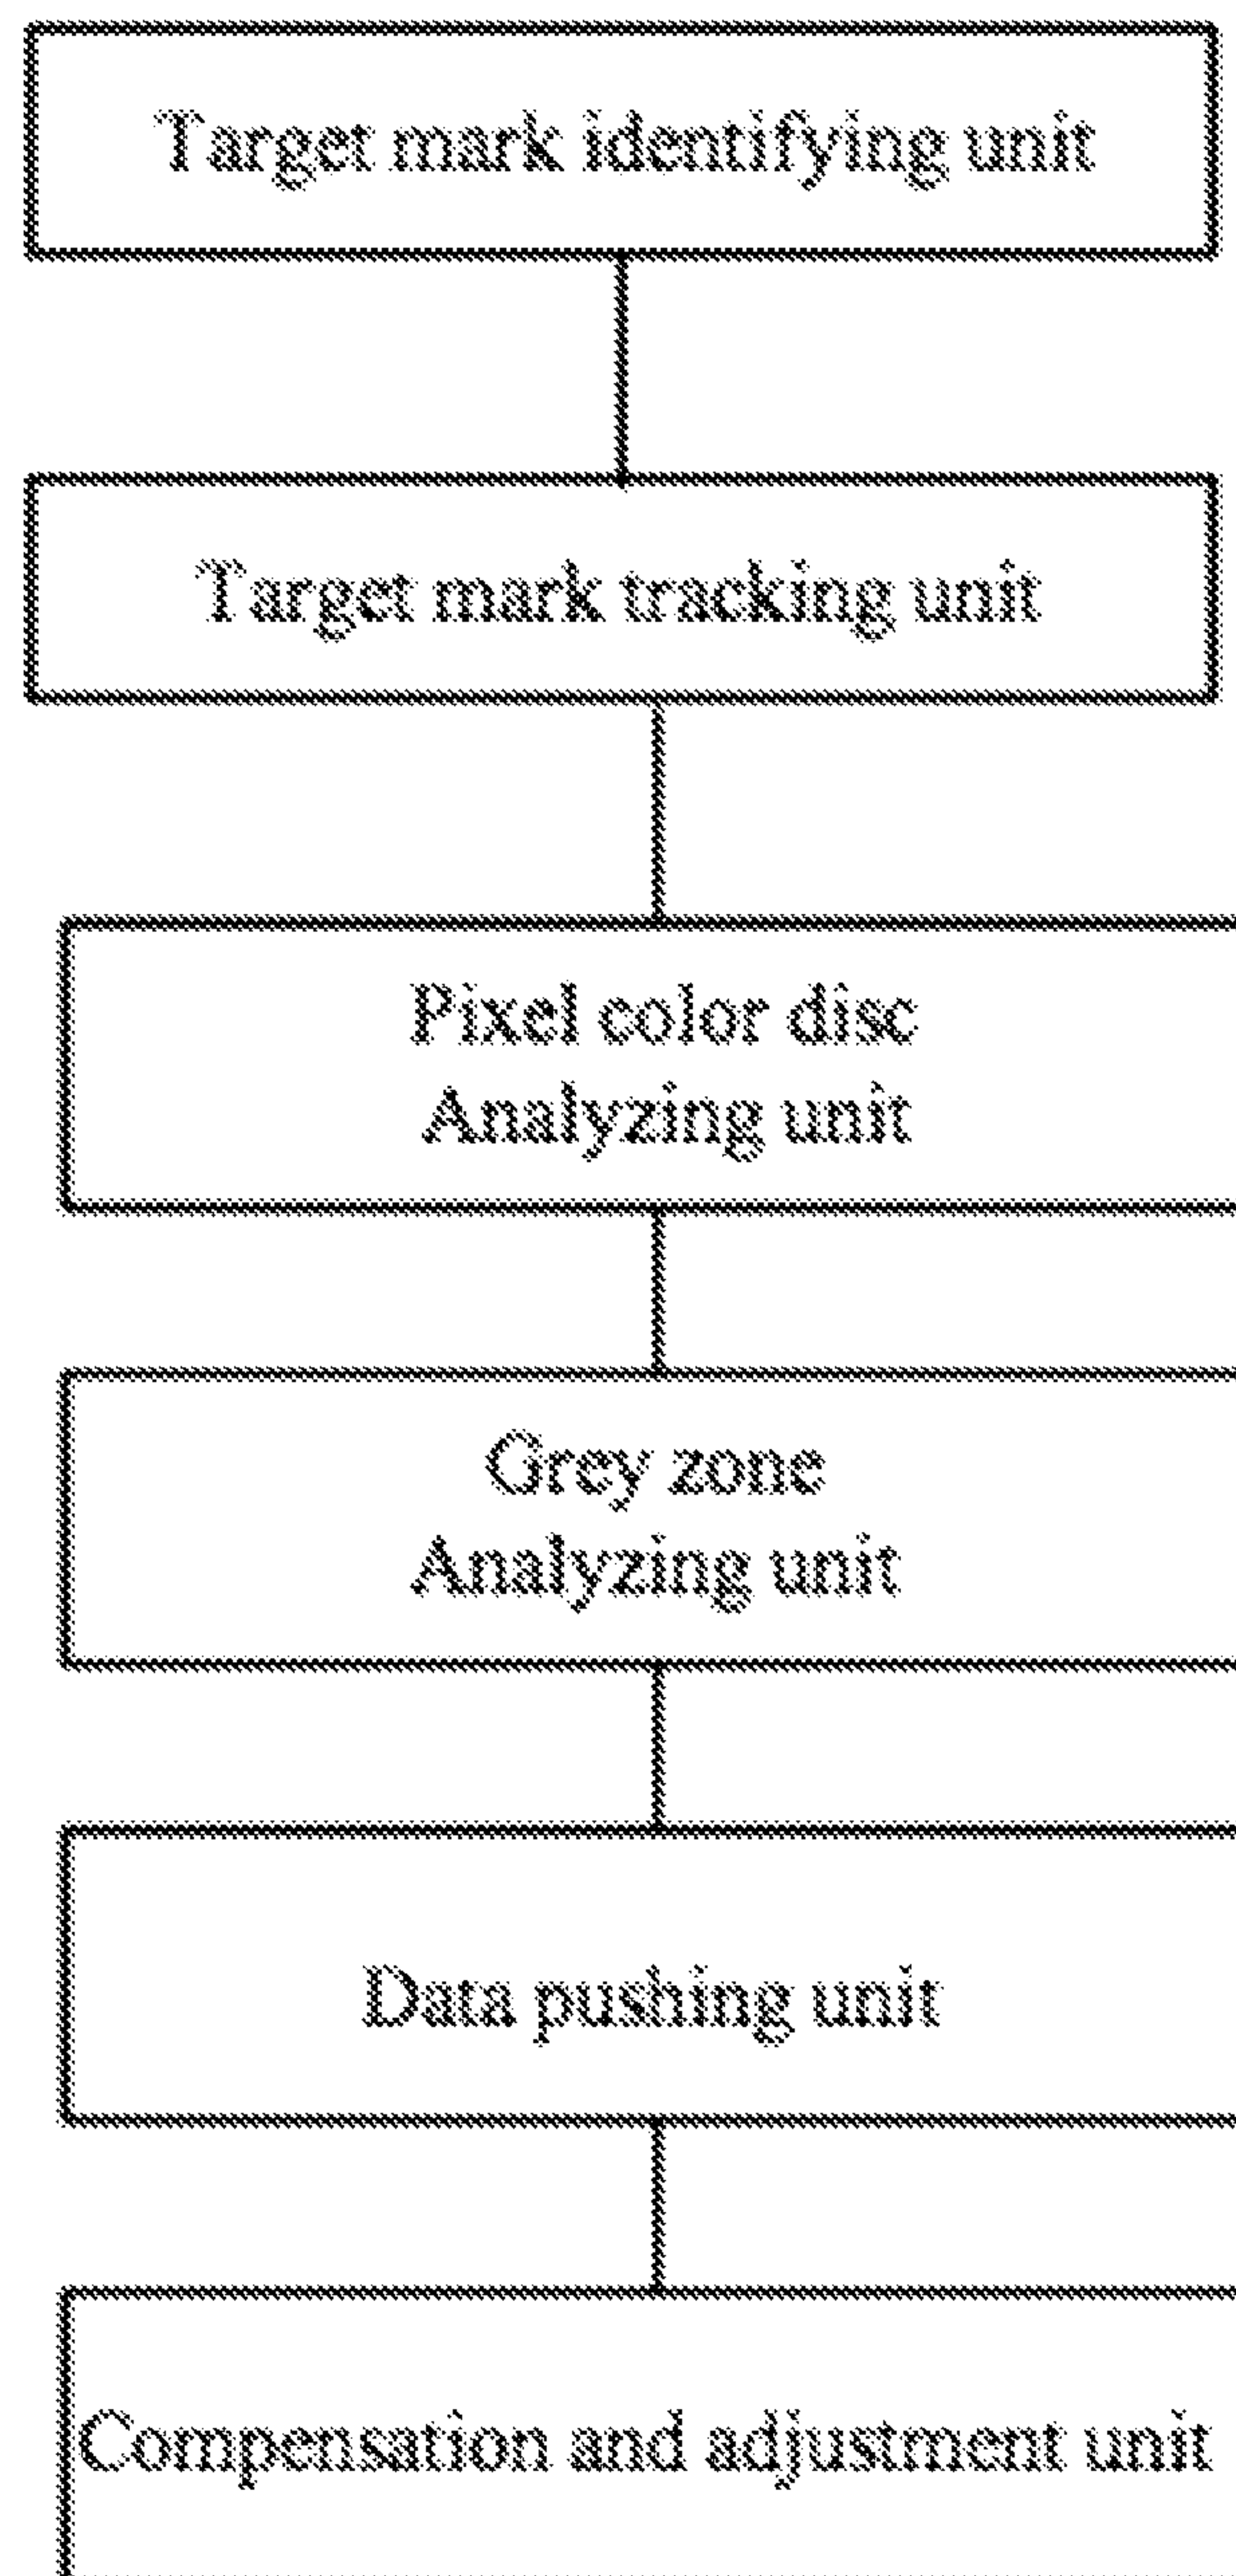 Target mark identifying unit
Target mark tracking unit
Pixel color disc
Analyzing unit
Grey zone
Analyzing unit
Data pushing unit
Compensation and adjustment unit